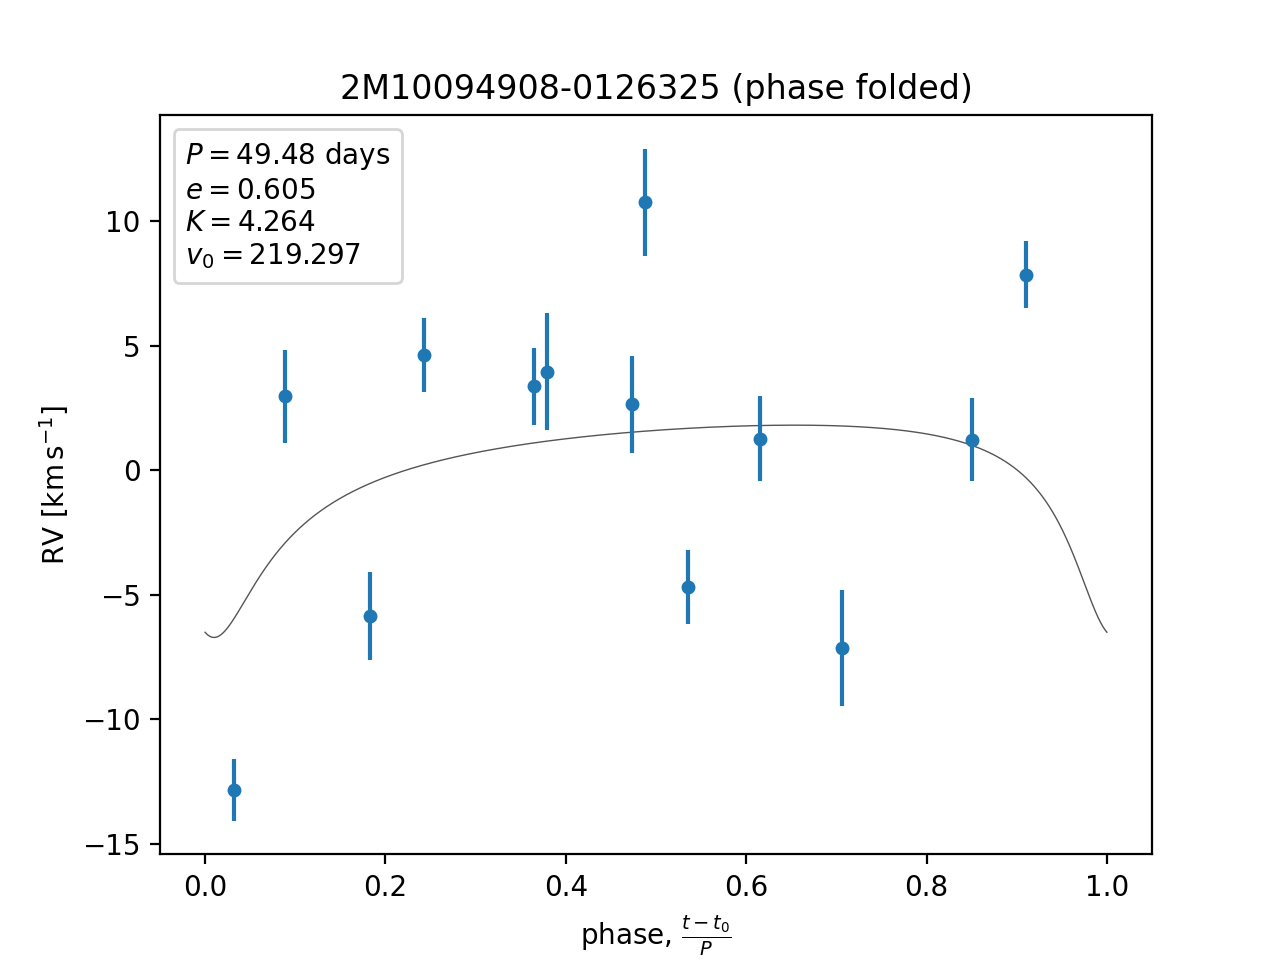 2M10094908-0126325 (phase folded)
P = 49.48 days
e = 0.605
K = 4.264
v₀ = 219.297
10
5
0
−5
−10
−15
RV [km s⁻¹]
0.0 0.2 0.4 0.6 0.8 1.0
phase, (t − t₀)/P